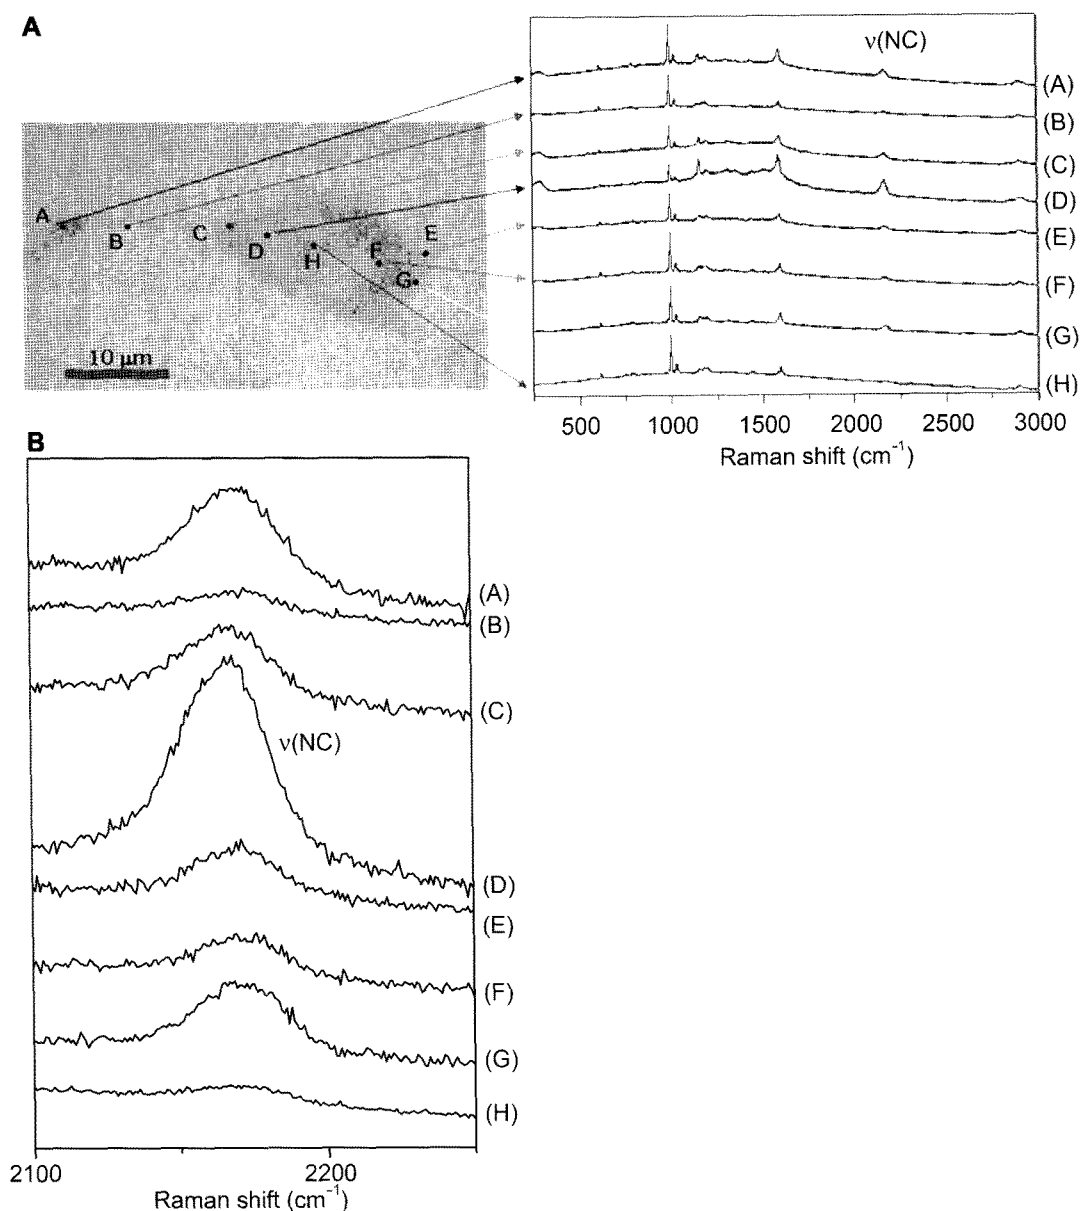 A
ν(NC)
(A)
(B)
(C)
(D)
(E)
(F)
(G)
(H)
A
B
C
D
H
F
E
G
10 μm
500 1000 1500 2000 2500 3000
Raman shift (cm⁻¹)
B
(A)
(B)
(C)
ν(NC)
(D)
(E)
(F)
(G)
(H)
2100 2200
Raman shift (cm⁻¹)